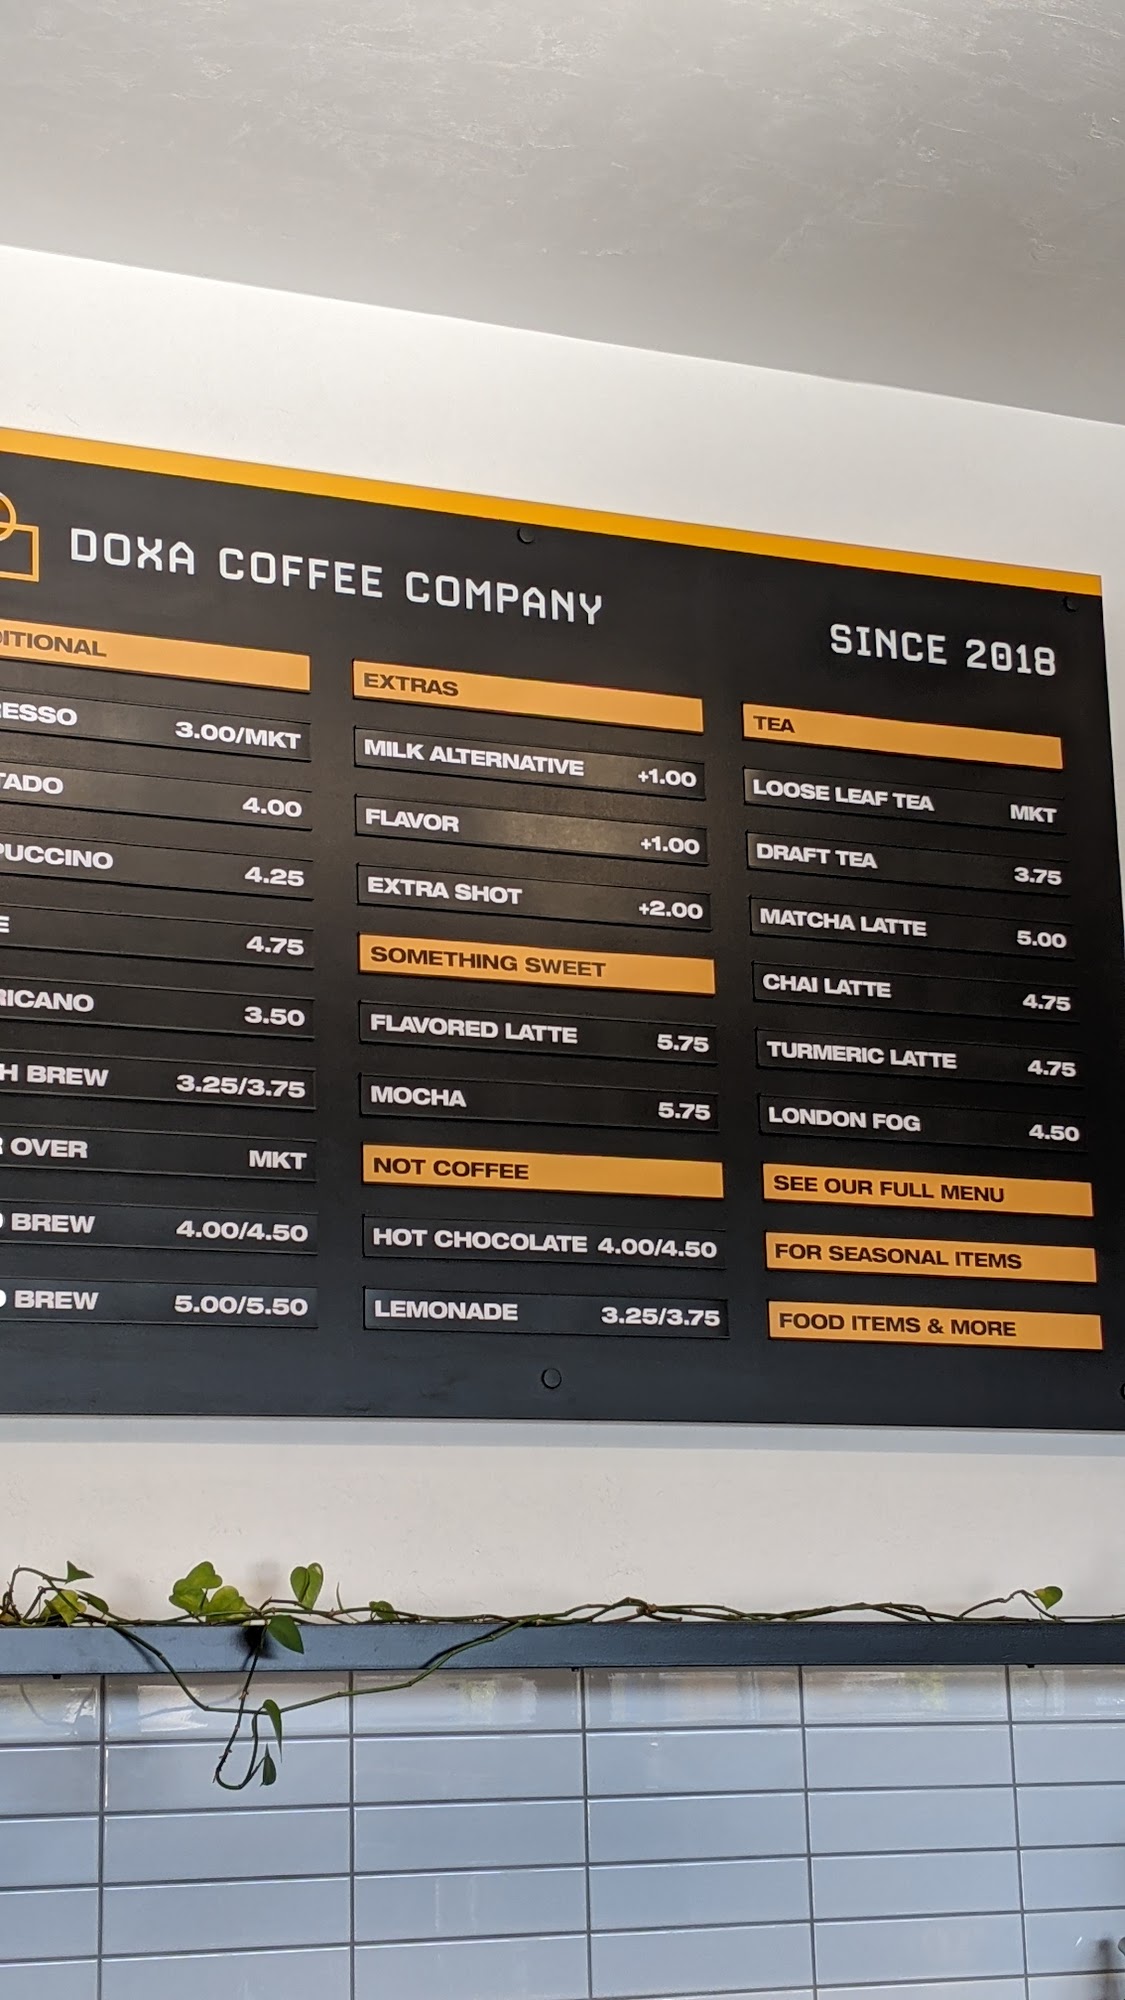 DOXA COFFEE COMPANY
SINCE 2018
ITIONAL
ESSO 3.00/MKT
TADO 4.00
PUCCINO 4.25
E 4.75
RICANO 3.50
H BREW 3.25/3.75
OVER MKT
BREW 4.00/4.50
BREW 5.00/5.50
EXTRAS
MILK ALTERNATIVE +1.00
FLAVOR +1.00
EXTRA SHOT +2.00
SOMETHING SWEET
FLAVORED LATTE 5.75
MOCHA 5.75
NOT COFFEE
HOT CHOCOLATE 4.00/4.50
LEMONADE 3.25/3.75
TEA
LOOSE LEAF TEA MKT
DRAFT TEA 3.75
MATCHA LATTE 5.00
CHAI LATTE 4.75
TURMERIC LATTE 4.75
LONDON FOG 4.50
SEE OUR FULL MENU
FOR SEASONAL ITEMS
FOOD ITEMS & MORE